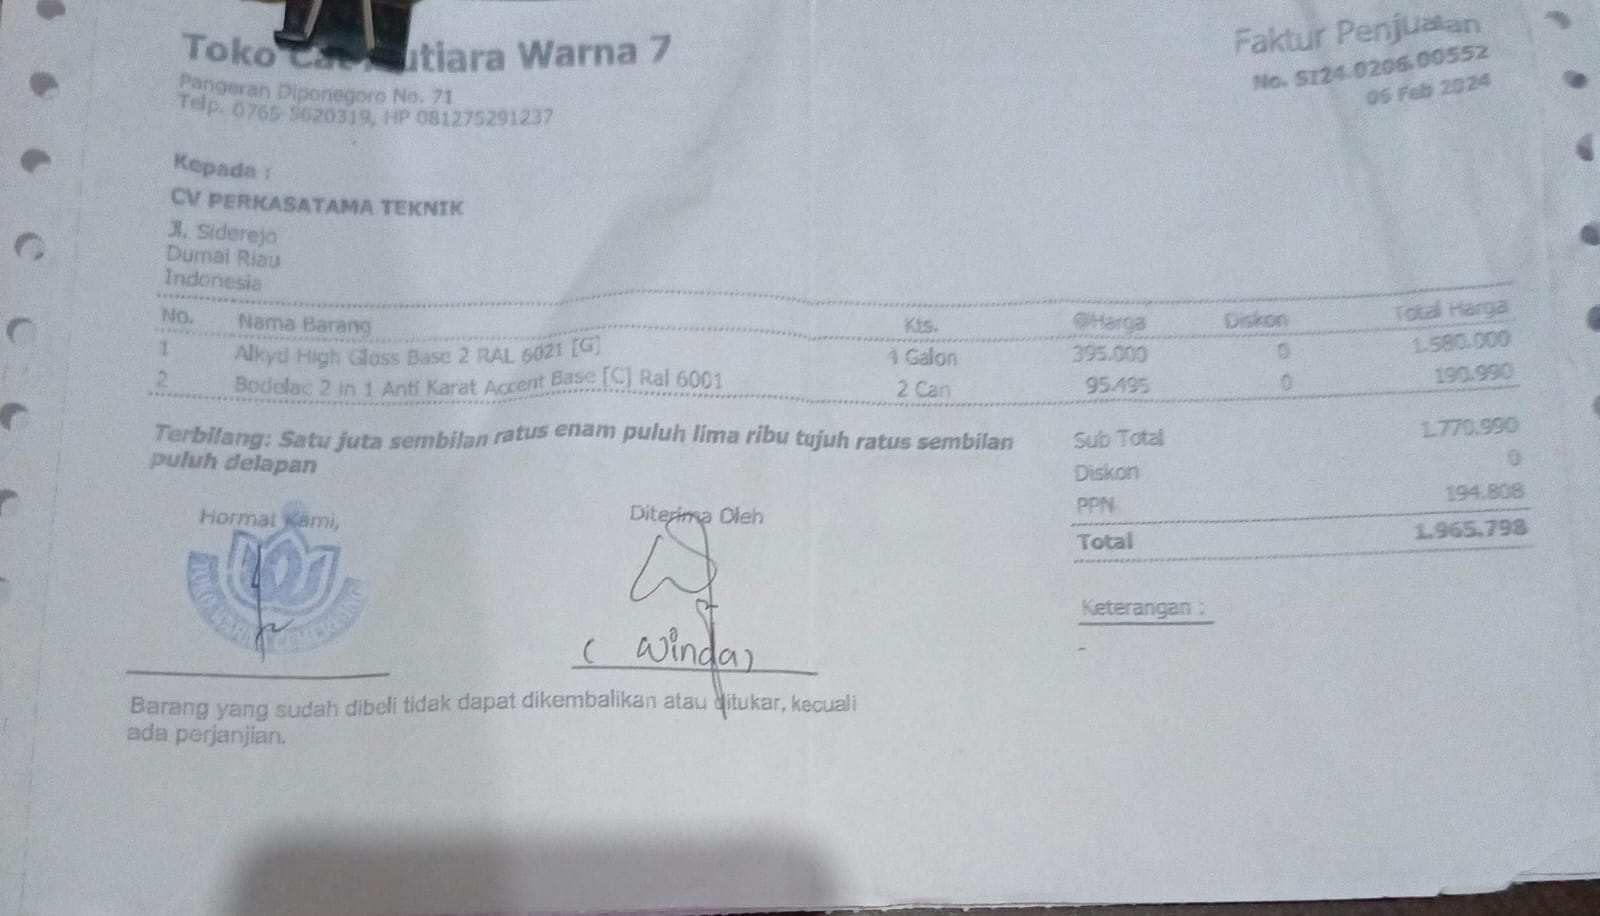 Toko Cat Mutiara Warna 7
Pangeran Diponegoro No. 71
Telp. 0765-5620319, HP 081275291237
Faktur Penjualan
No. SI24.0206.00552
06 Feb 2024
Kepada :
CV PERKASATAMA TEKNIK
Jl. Siderejo
Dumai Riau
Indonesia
No. Nama Barang Kts. @Harga Diskon Total Harga
1 Alkyd High Gloss Base 2 RAL 6021 [G] 4 Galon 395.000 0 1.580.000
2 Bodelac 2 in 1 Anti Karat Accent Base [C] Ral 6001 2 Can 95.495 0 190.990
Terbilang: Satu juta sembilan ratus enam puluh lima ribu tujuh ratus sembilan
puluh delapan
Sub Total 1.770.990
Diskon 0
PPN 194.808
Total 1.965.798
Hormat Kami,
Diterima Oleh
( Winda)
Keterangan :
-
Barang yang sudah dibeli tidak dapat dikembalikan atau ditukar, kecuali
ada perjanjian.